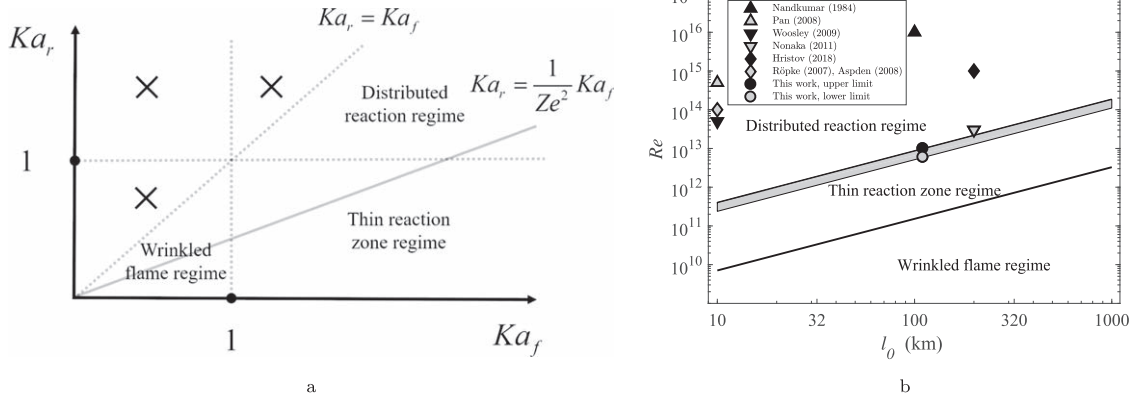 Ka_r
Ka_r = Ka_f
Ka_r = 1/Ze^2 Ka_f
Distributed
reaction regime
1
Thin reaction
zone regime
Wrinkled
flame regime
1
Ka_f
a
Nandkumar (1984)
Pan (2008)
Woosley (2009)
Nonaka (2011)
Hristov (2018)
Röpke (2007), Aspden (2008)
This work, upper limit
This work, lower limit
10^16
10^15
10^14
10^13
10^12
10^11
10^10
Re
Distributed reaction regime
Thin reaction zone regime
Wrinkled flame regime
10 32 100 320 1000
l_0 (km)
b